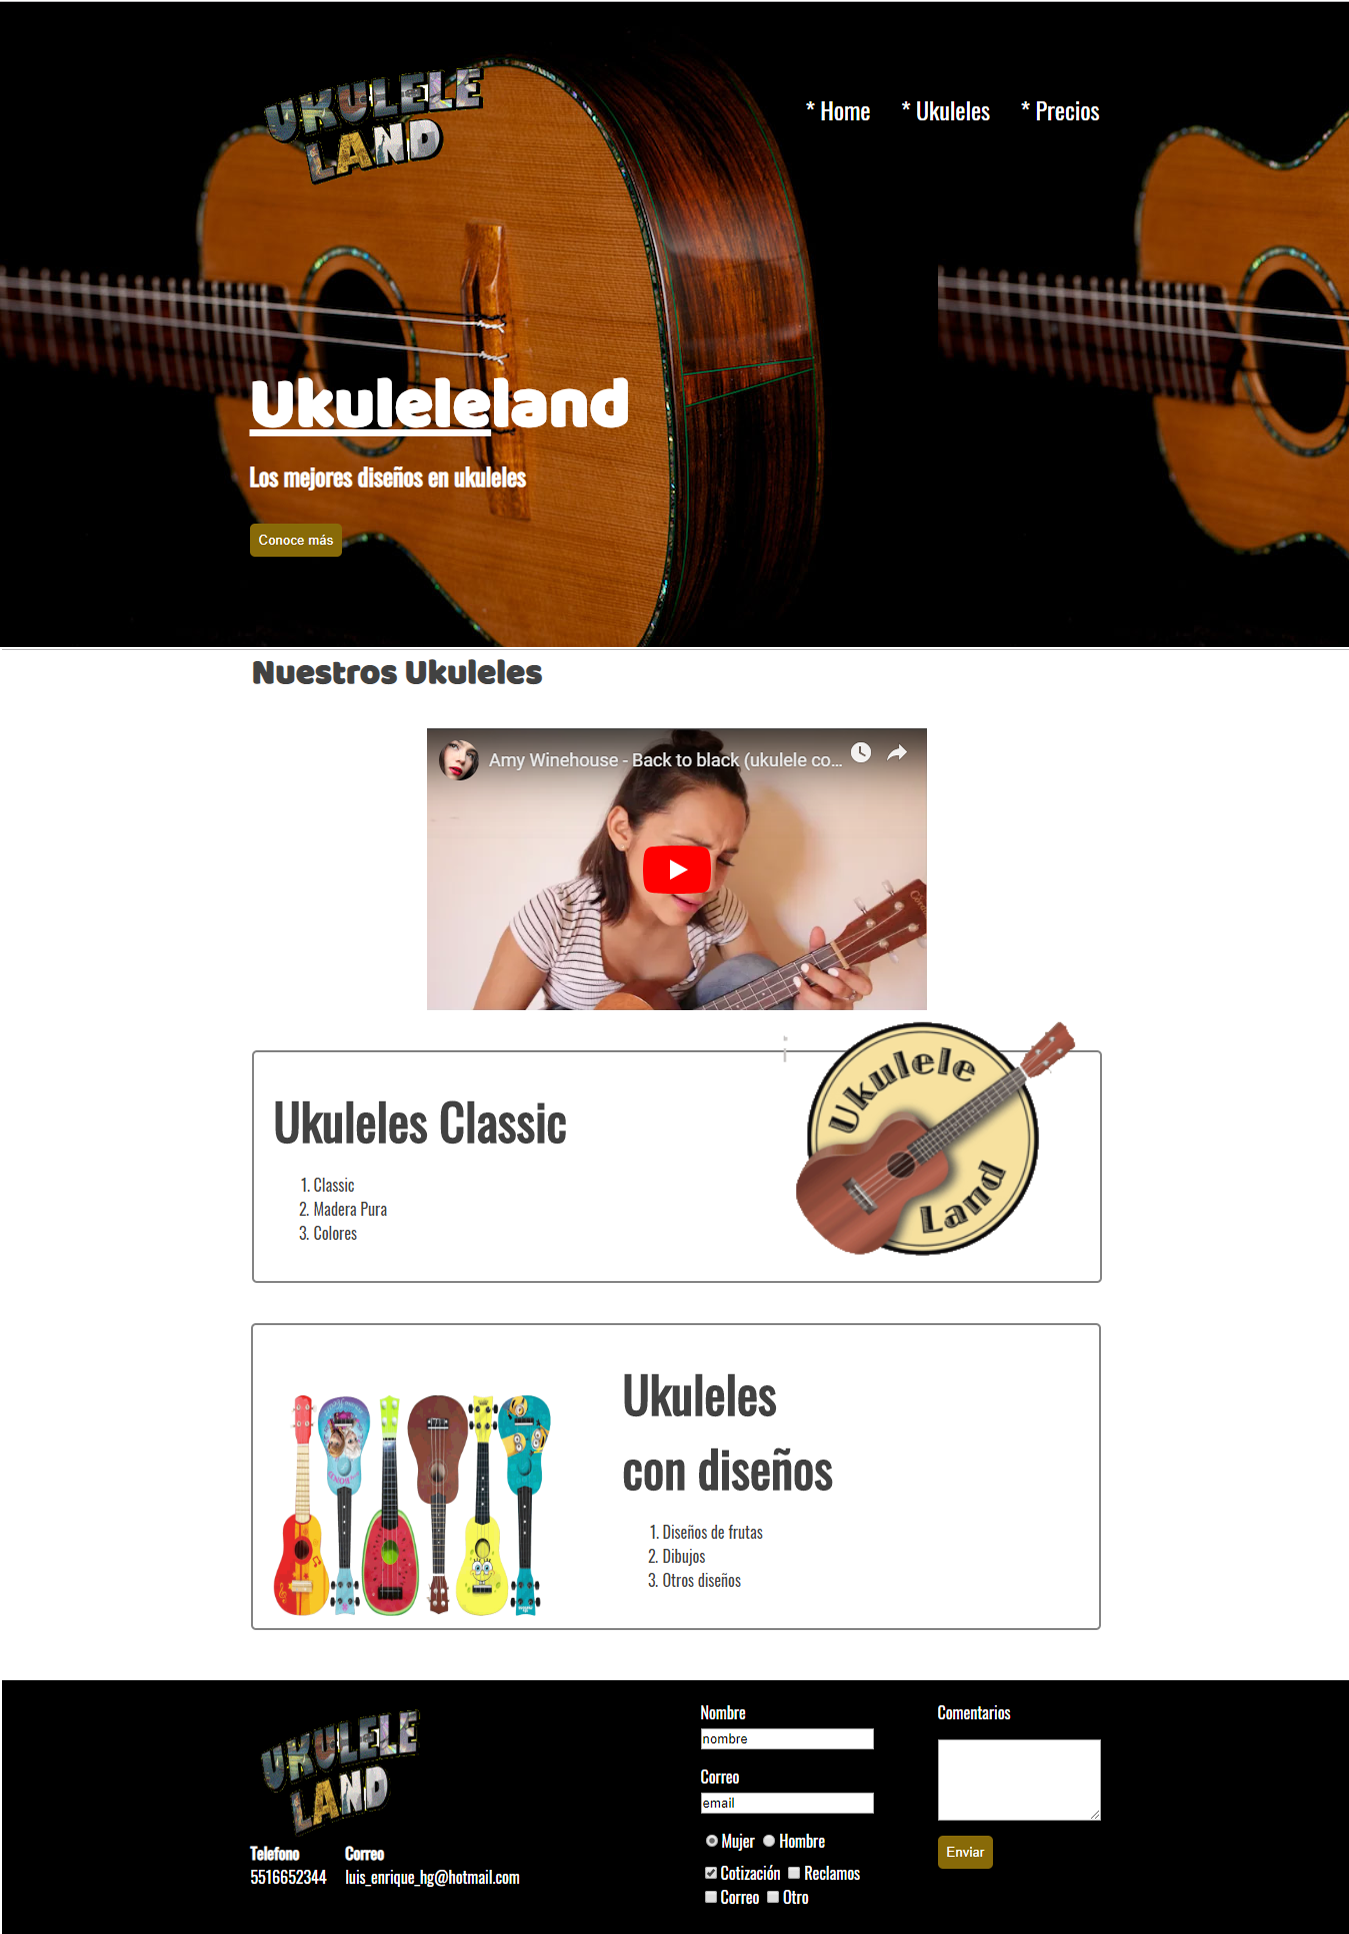 UKULELE
LAND
* Home * Ukuleles * Precios
Ukuleleland
Los mejores diseños en ukuleles
Conoce más
Nuestros Ukuleles
Amy Winehouse - Back to black (ukulele co...
Ukulele
Land
Ukuleles Classic
1. Classic
2. Madera Pura
3. Colores
Ukuleles
con diseños
1. Diseños de frutas
2. Dibujos
3. Otros diseños
UKULELE
LAND
Telefono Correo
5516652344 luis_enrique_hg@hotmail.com
Nombre
nombre
Correo
email
Mujer Hombre
Cotización Reclamos
Correo Otro
Comentarios
Enviar